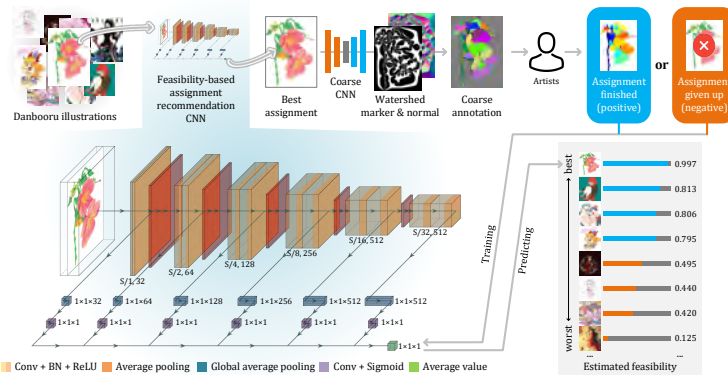 Danbooru illustrations
Feasibility-based
assignment
recommendation
CNN
Best
assignment
Coarse
CNN
Watershed
marker & normal
Coarse
annotation
Artists
Assignment
finished
(positive)
or
Assignment
given up
(negative)
S/1, 32
S/2, 64
S/4, 128
S/8, 256
S/16, 512
S/32, 512
1×1×32
1×1×64
1×1×128
1×1×256
1×1×512
1×1×512
1×1×1
1×1×1
1×1×1
1×1×1
1×1×1
1×1×1
1×1×1
Training
Predicting
best
worst
0.997
0.813
0.806
0.795
0.495
0.440
0.420
0.125
...
...
Estimated feasibility
Conv + BN + ReLU
Average pooling
Global average pooling
Conv + Sigmoid
Average value